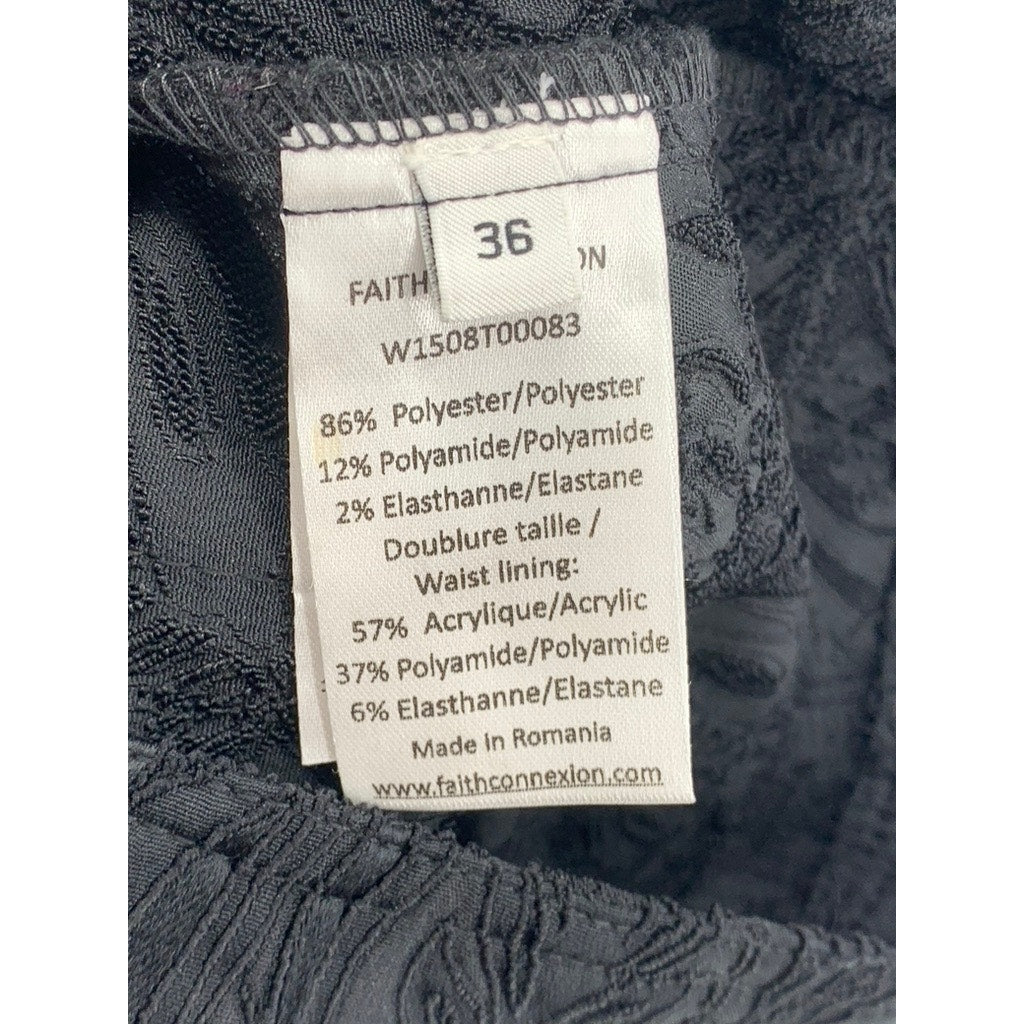 36
FAITH ON
W1508T00083
86% Polyester/Polyester
12% Polyamide/Polyamide
2% Elasthanne/Elastane
Doublure taille /
Waist lining:
57% Acrylique/Acrylic
37% Polyamide/Polyamide
6% Elasthanne/Elastane
Made in Romania
www.faithconnexion.com